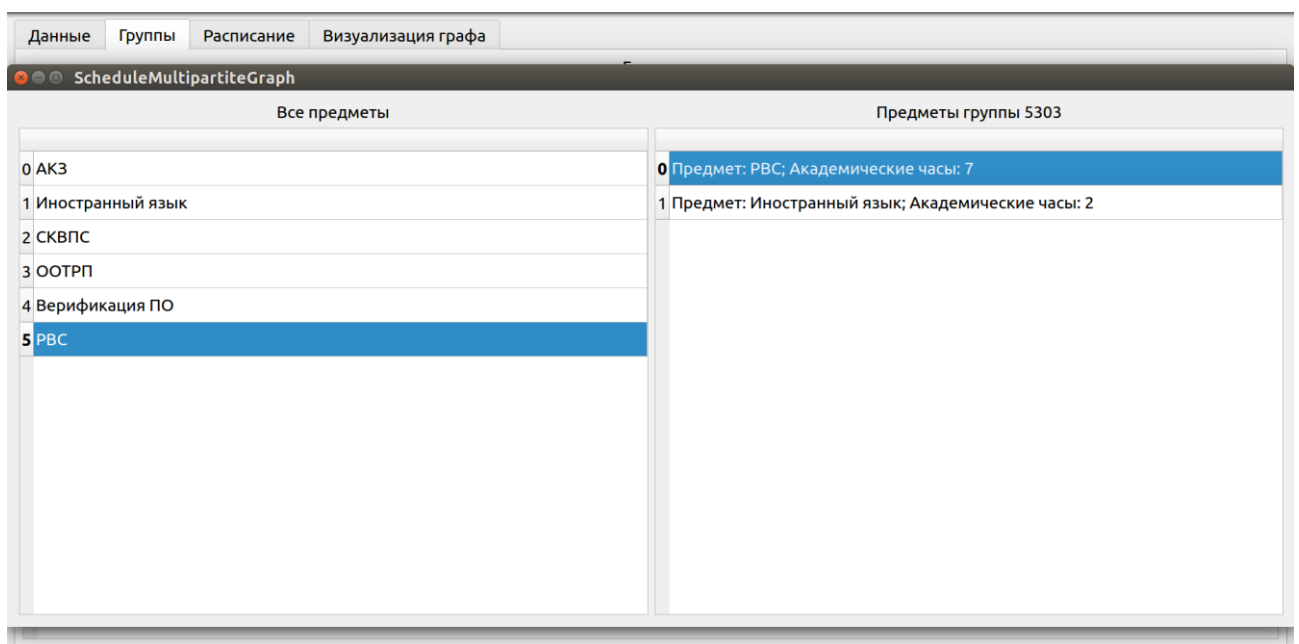 Данные Группы Расписание Визуализация графа
ScheduleMultipartiteGraph
Все предметы Предметы группы 5303
0 АКЗ 0 Предмет: РВС; Академические часы: 7
1 Иностранный язык 1 Предмет: Иностранный язык; Академические часы: 2
2 СКВПС
3 ООТРП
4 Верификация ПО
5 РВС